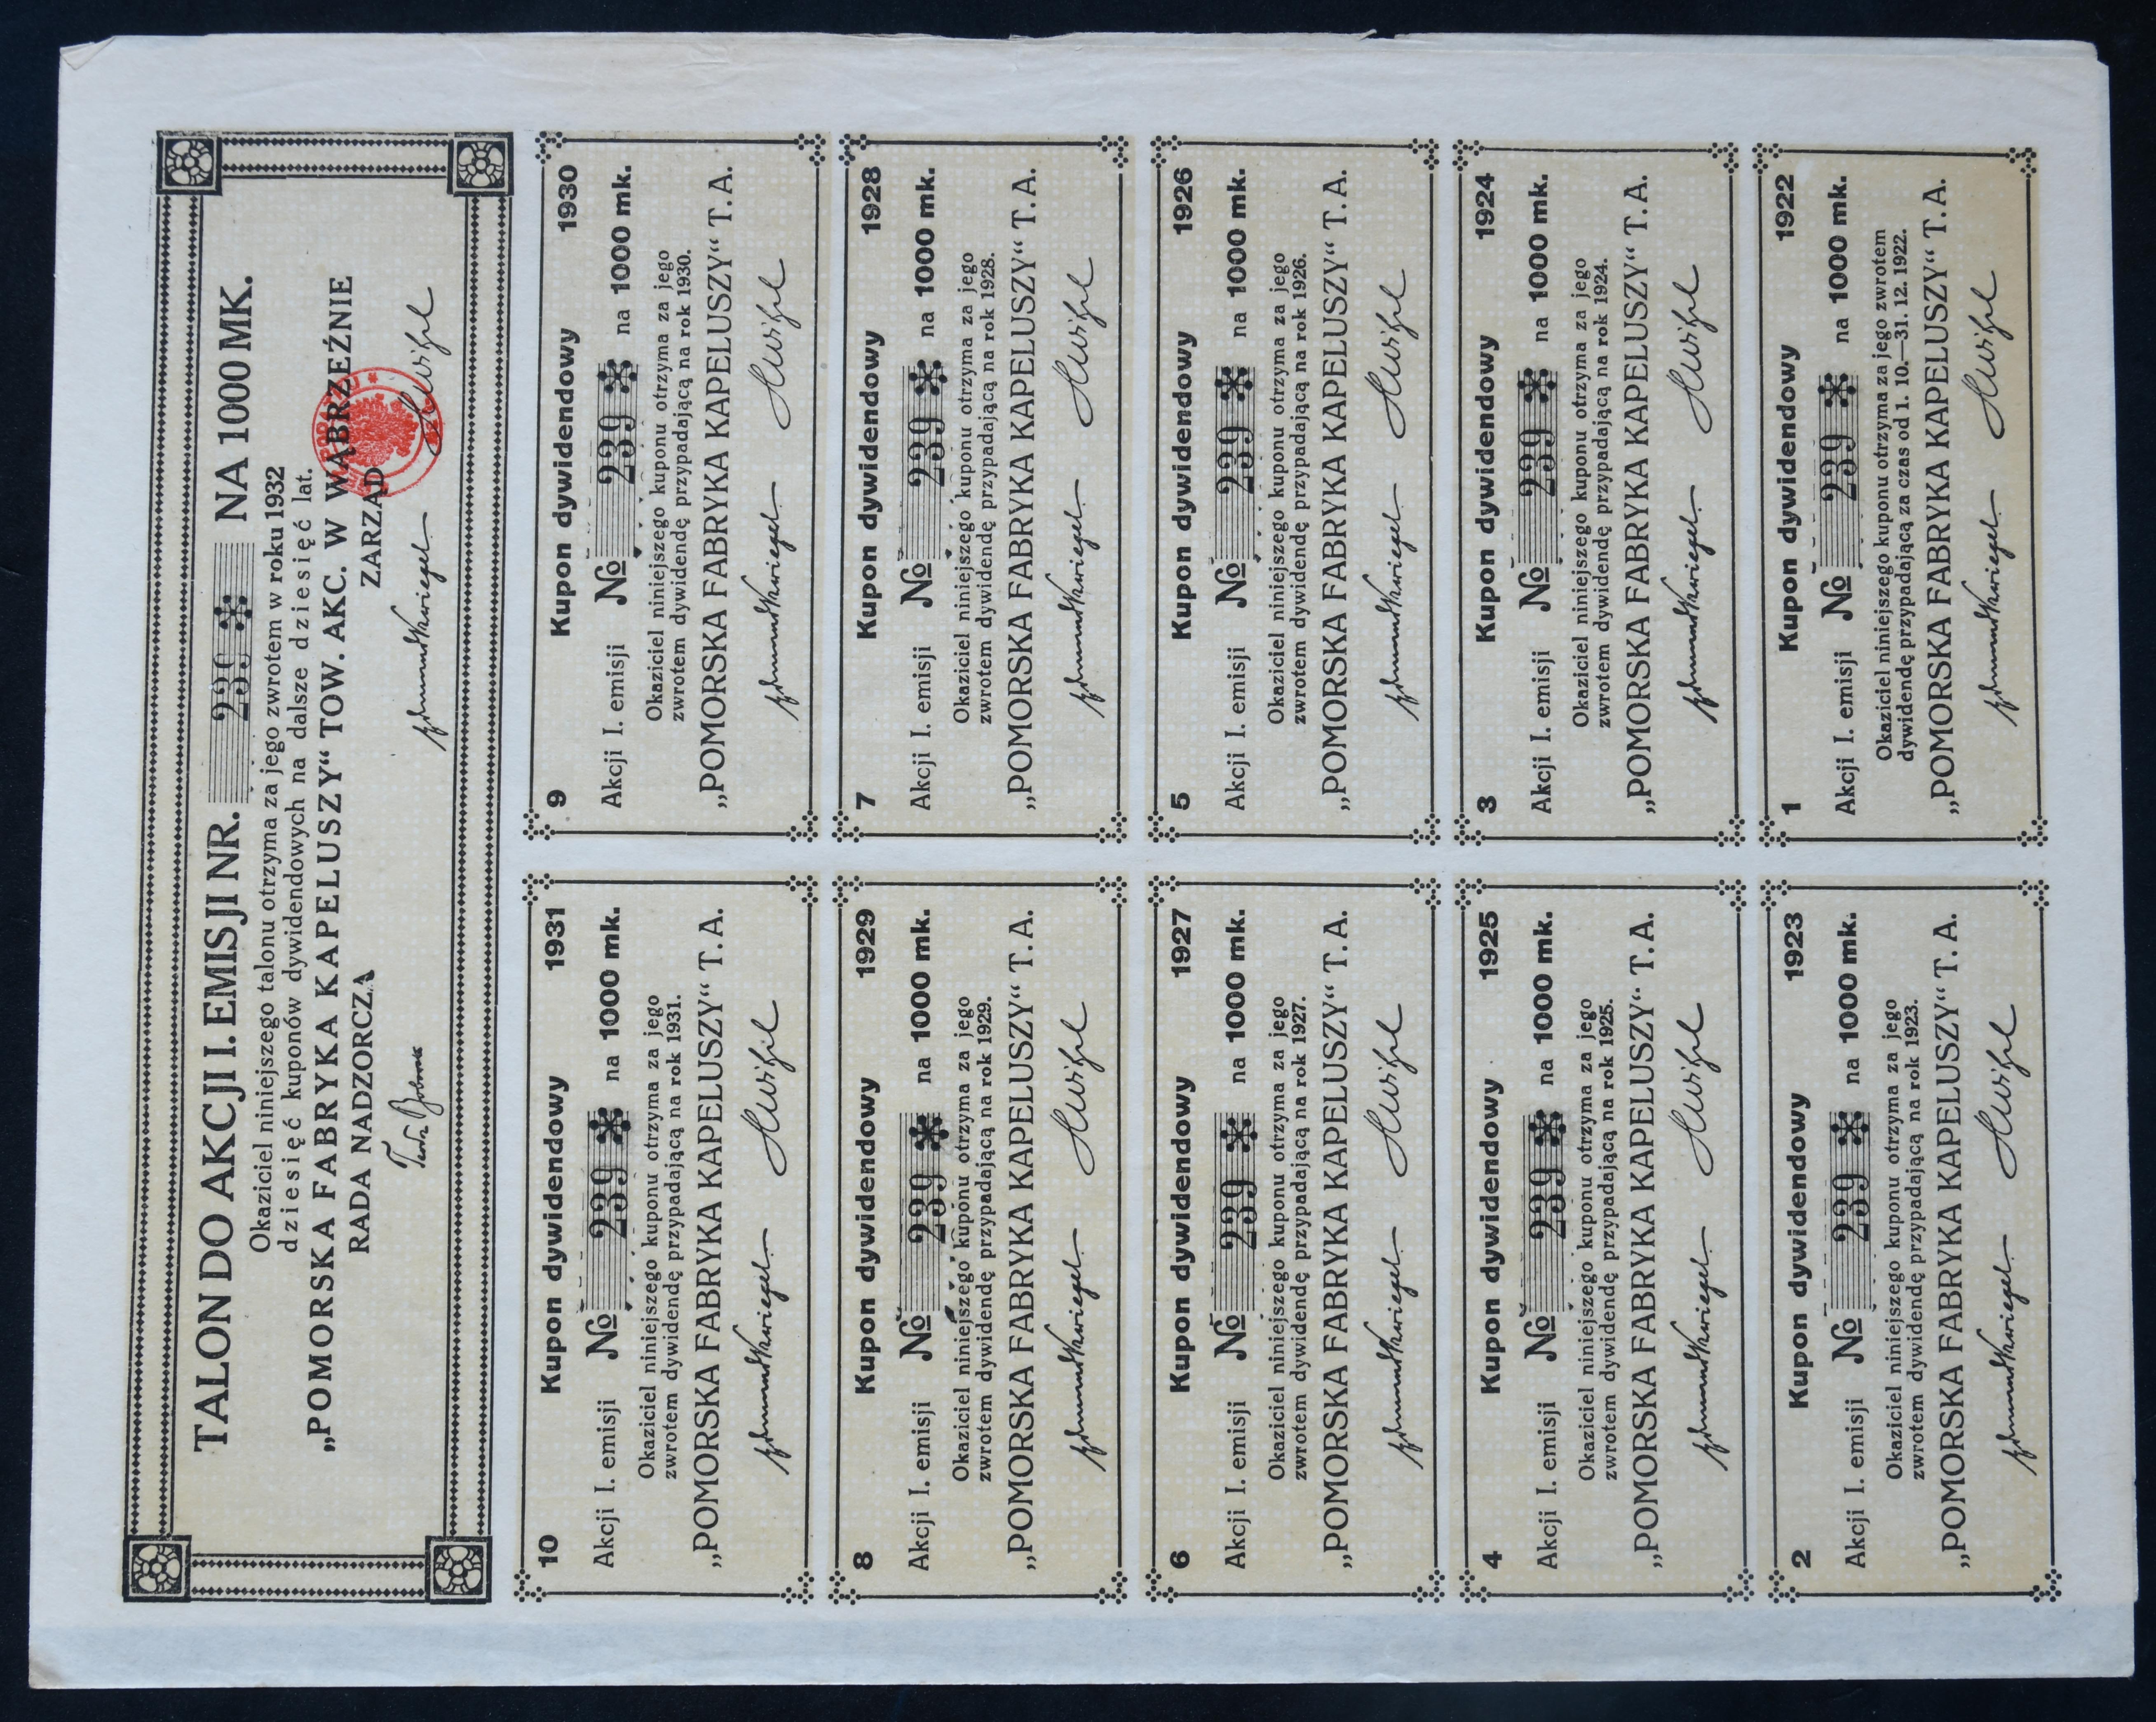 TALON DO AKCJI I. EMISJI NR. 239 NA 1000 MK.
Okaziciel niniejszego talonu otrzyma za jego zwrotem w roku 1932
dziesięć kuponów dywidendowych na dalsze dziesięć lat.
„POMORSKA FABRYKA KAPELUSZY“ TOW. AKC. W WĄBRZEŹNIE
RADA NADZORCZA ZARZĄD
10 Kupon dywidendowy 1931
Akcji I. emisji № 239 na 1000 mk.
Okaziciel niniejszego kuponu otrzyma za jego
zwrotem dywidendę przypadającą na rok 1931.
„POMORSKA FABRYKA KAPELUSZY“ T. A.
9 Kupon dywidendowy 1930
Akcji I. emisji № 239 na 1000 mk.
Okaziciel niniejszego kuponu otrzyma za jego
zwrotem dywidendę przypadającą na rok 1930.
„POMORSKA FABRYKA KAPELUSZY“ T. A.
8 Kupon dywidendowy 1929
Akcji I. emisji № 239 na 1000 mk.
Okaziciel niniejszego kuponu otrzyma za jego
zwrotem dywidendę przypadającą na rok 1929.
„POMORSKA FABRYKA KAPELUSZY“ T. A.
7 Kupon dywidendowy 1928
Akcji I. emisji № 239 na 1000 mk.
Okaziciel niniejszego kuponu otrzyma za jego
zwrotem dywidendę przypadającą na rok 1928.
„POMORSKA FABRYKA KAPELUSZY“ T. A.
6 Kupon dywidendowy 1927
Akcji I. emisji № 239 na 1000 mk.
Okaziciel niniejszego kuponu otrzyma za jego
zwrotem dywidendę przypadającą na rok 1927.
„POMORSKA FABRYKA KAPELUSZY“ T. A.
5 Kupon dywidendowy 1926
Akcji I. emisji № 239 na 1000 mk.
Okaziciel niniejszego kuponu otrzyma za jego
zwrotem dywidendę przypadającą na rok 1926.
„POMORSKA FABRYKA KAPELUSZY“ T. A.
4 Kupon dywidendowy 1925
Akcji I. emisji № 239 na 1000 mk.
Okaziciel niniejszego kuponu otrzyma za jego
zwrotem dywidendę przypadającą na rok 1925.
„POMORSKA FABRYKA KAPELUSZY“ T. A.
3 Kupon dywidendowy 1924
Akcji I. emisji № 239 na 1000 mk.
Okaziciel niniejszego kuponu otrzyma za jego
zwrotem dywidendę przypadającą na rok 1924.
„POMORSKA FABRYKA KAPELUSZY“ T. A.
2 Kupon dywidendowy 1923
Akcji I. emisji № 239 na 1000 mk.
Okaziciel niniejszego kuponu otrzyma za jego
zwrotem dywidendę przypadającą na rok 1923.
„POMORSKA FABRYKA KAPELUSZY“ T. A.
1 Kupon dywidendowy 1922
Akcji I. emisji № 239 na 1000 mk.
Okaziciel niniejszego kuponu otrzyma za jego zwrotem
dywidendę przypadającą za czas od 1. 10.—31. 12. 1922.
„POMORSKA FABRYKA KAPELUSZY“ T. A.